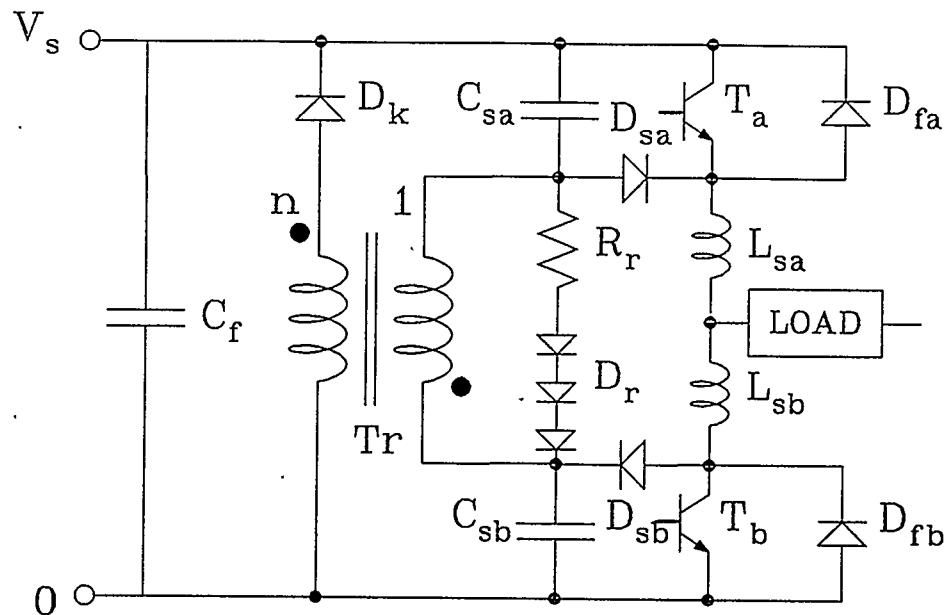 V_s
D_k
C_sa
D_sa
T_a
D_fa
n
1
R_r
L_sa
C_f
LOAD
D_r
L_sb
Tr
C_sb
D_sb
T_b
D_fb
0